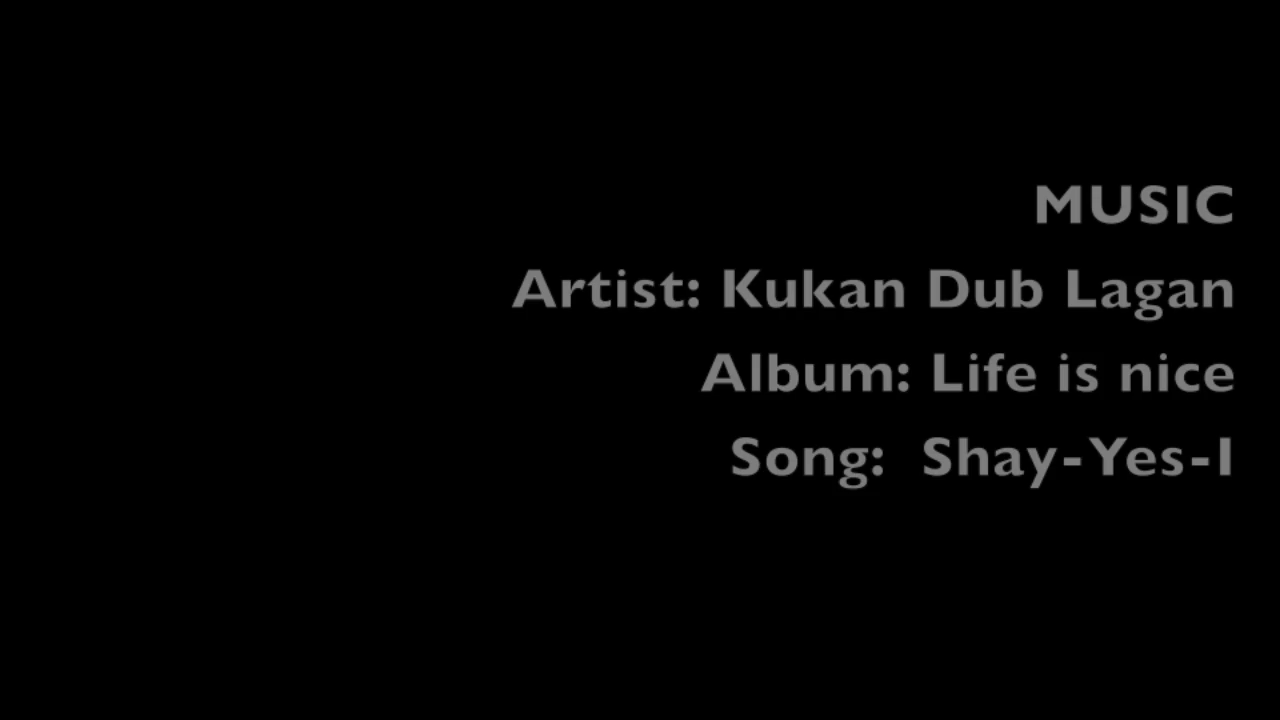 MUSIC
Artist: Kukan Dub Lagan
Album: Life is nice
Song:  Shay-Yes-I